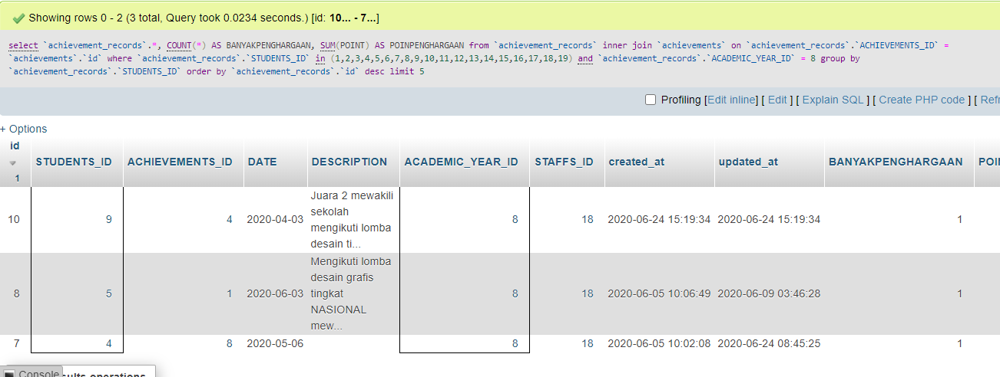 Showing rows 0 - 2 (3 total, Query took 0.0234 seconds.) [id: 10... - 7...]
select `achievement_records`.*, COUNT(*) AS BANYAKPENGHARGAAN, SUM(POINT) AS POINPENGHARGAAN from `achievement_records` inner join `achievements` on `achievement_records`.`ACHIEVEMENTS_ID` =
`achievements`.`id` where `achievement_records`.`STUDENTS_ID` in (1,2,3,4,5,6,7,8,9,10,11,12,13,14,15,16,17,18,19) and `achievement_records`.`ACADEMIC_YEAR_ID` = 8 group by
`achievement_records`.`STUDENTS_ID` order by `achievement_records`.`id` desc limit 5
Profiling [Edit inline] [ Edit ] [ Explain SQL ] [ Create PHP code ] [ Refr
+ Options
id 1 STUDENTS_ID ACHIEVEMENTS_ID DATE DESCRIPTION ACADEMIC_YEAR_ID STAFFS_ID created_at updated_at BANYAKPENGHARGAAN POI
10 9 4 2020-04-03 Juara 2 mewakili
sekolah
mengikuti lomba
desain ti... 8 18 2020-06-24 15:19:34 2020-06-24 15:19:34 1
8 5 1 2020-06-03 Mengikuti lomba
desain grafis
tingkat
NASIONAL
mew... 8 18 2020-06-05 10:06:49 2020-06-09 03:46:28 1
7 4 8 2020-05-06 8 18 2020-06-05 10:02:08 2020-06-24 08:45:25 1
Console sults operations